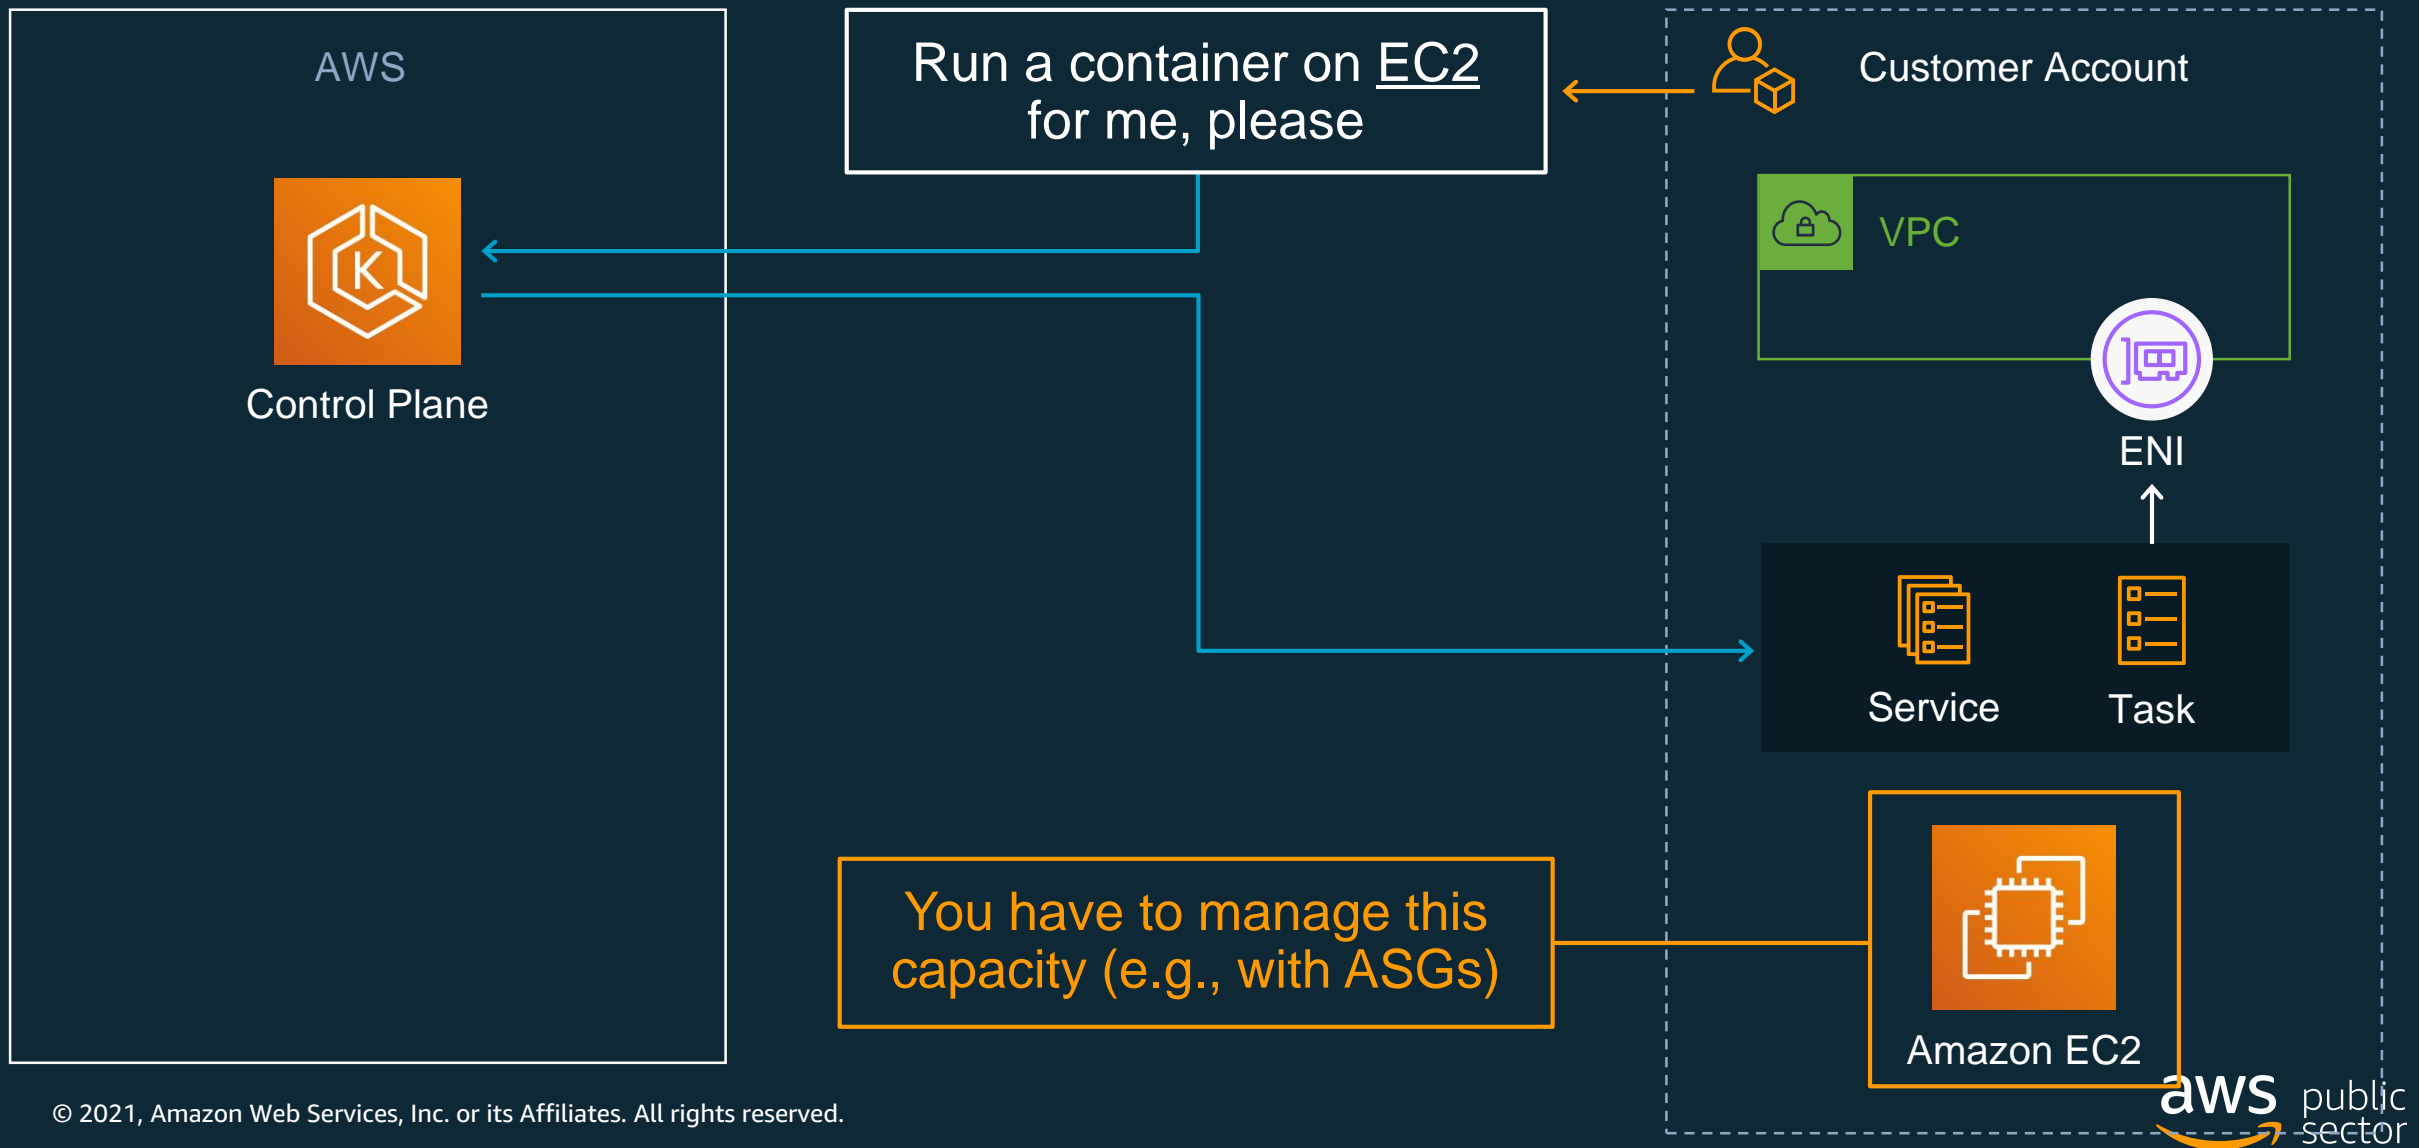 AWS
Run a container on EC2
for me, please
Customer Account
VPC
K
Control Plane
ENI
Service
Task
You have to manage this
capacity (e.g., with ASGs)
Amazon EC2
© 2021, Amazon Web Services, Inc. or its Affiliates. All rights reserved.
aws public
sector